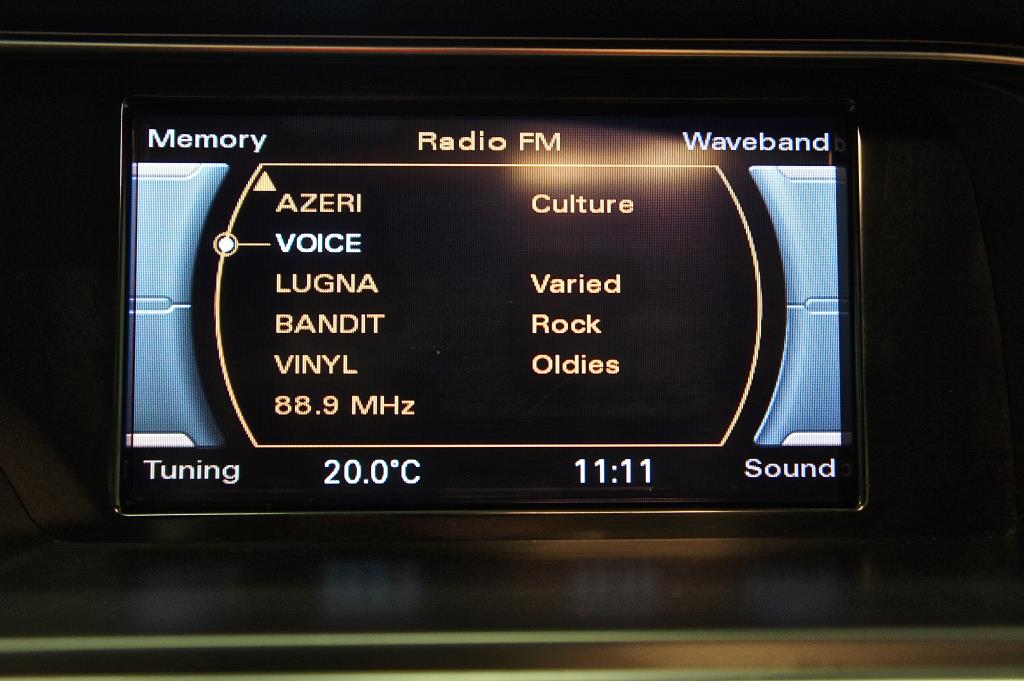 Memory Radio FM Waveband
AZERI Culture
VOICE
LUGNA Varied
BANDIT Rock
VINYL Oldies
88.9 MHz
Tuning 20.0°C 11:11 Sound